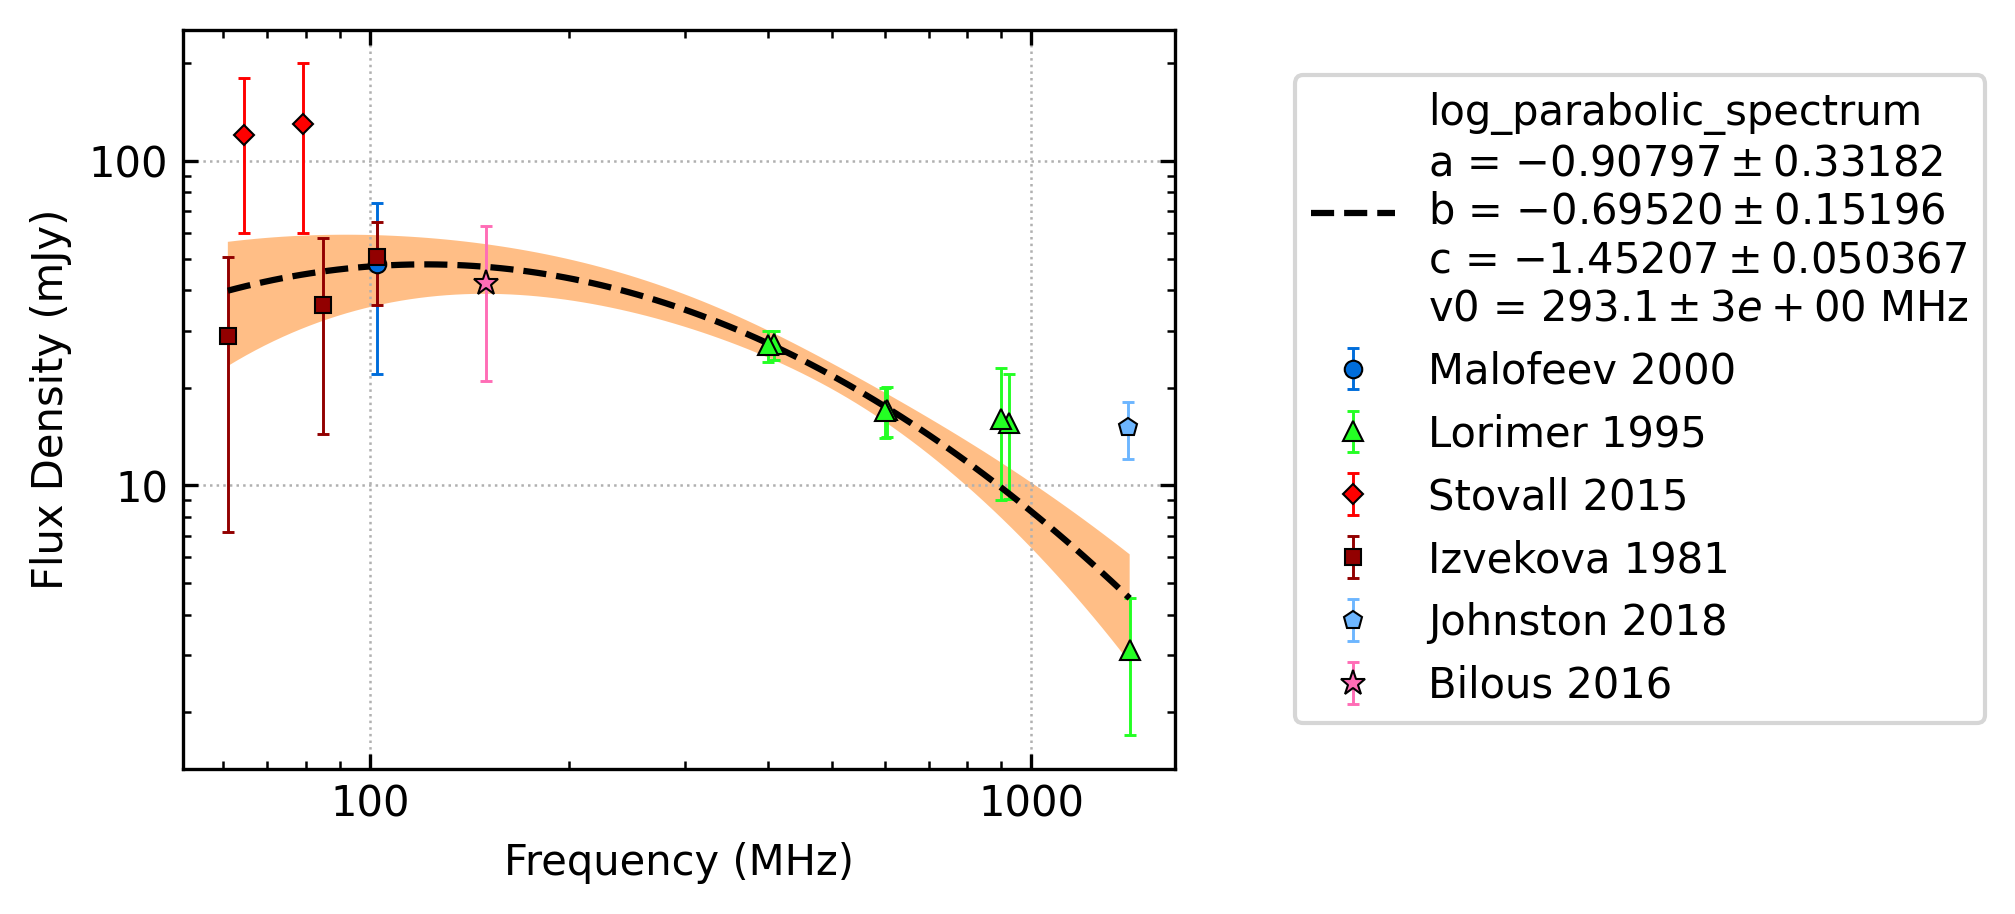 100
10
Flux Density (mJy)
100
1000
Frequency (MHz)
log_parabolic_spectrum
a = −0.90797 ± 0.33182
b = −0.69520 ± 0.15196
c = −1.45207 ± 0.050367
v0 = 293.1 ± 3e + 00 MHz
Malofeev 2000
Lorimer 1995
Stovall 2015
Izvekova 1981
Johnston 2018
Bilous 2016